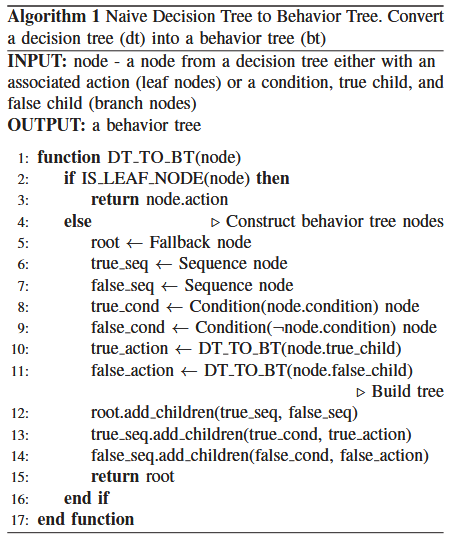 Algorithm 1 Naive Decision Tree to Behavior Tree. Convert
a decision tree (dt) into a behavior tree (bt)
INPUT: node - a node from a decision tree either with an
associated action (leaf nodes) or a condition, true child, and
false child (branch nodes)
OUTPUT: a behavior tree
1: function DT_TO_BT(node)
2: if IS_LEAF_NODE(node) then
3: return node.action
4: else ▷ Construct behavior tree nodes
5: root ← Fallback node
6: true_seq ← Sequence node
7: false_seq ← Sequence node
8: true_cond ← Condition(node.condition) node
9: false_cond ← Condition(¬node.condition) node
10: true_action ← DT_TO_BT(node.true_child)
11: false_action ← DT_TO_BT(node.false_child)
▷ Build tree
12: root.add_children(true_seq, false_seq)
13: true_seq.add_children(true_cond, true_action)
14: false_seq.add_children(false_cond, false_action)
15: return root
16: end if
17: end function